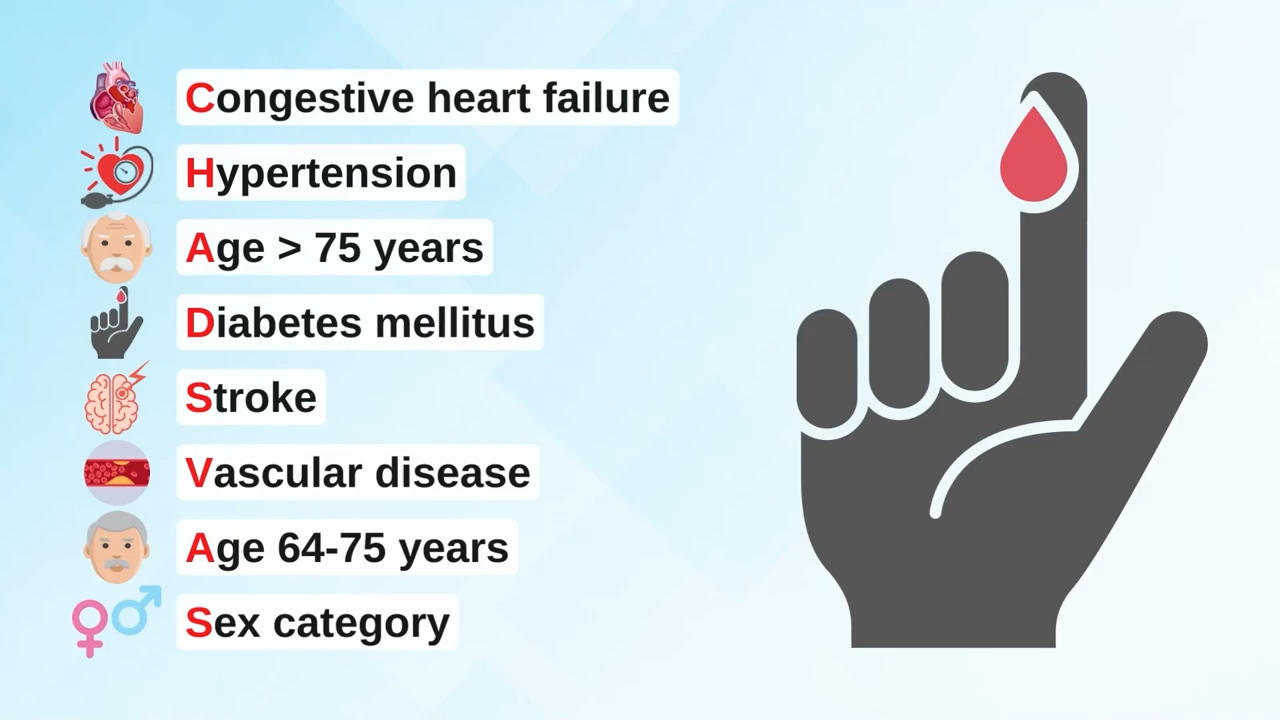 Congestive heart failure
Hypertension
Age > 75 years
Diabetes mellitus
Stroke
Vascular disease
Age 64-75 years
Sex category